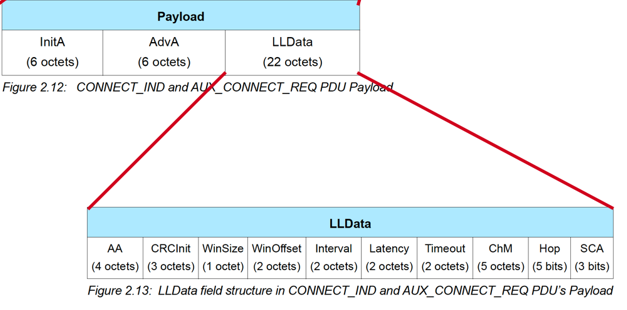 Payload
InitA AdvA LLData
(6 octets) (6 octets) (22 octets)
Figure 2.12: CONNECT_IND and AUX_CONNECT_REQ PDU Payload
LLData
AA CRCInit WinSize WinOffset Interval Latency Timeout ChM Hop SCA
(4 octets) (3 octets) (1 octet) (2 octets) (2 octets) (2 octets) (2 octets) (5 octets) (5 bits) (3 bits)
Figure 2.13: LLData field structure in CONNECT_IND and AUX_CONNECT_REQ PDU's Payload